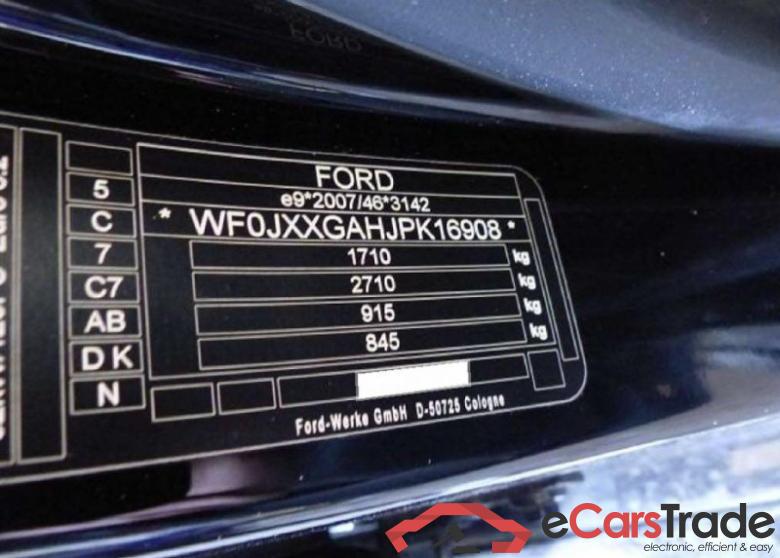 FORD
e9*2007/46*3142
* WF0JXXGAHJPK16908 *
1710 kg
2710 kg
915 kg
845 kg
5
C
7
C7
AB
D K
N
Ford-Werke GmbH D-50725 Cologne
eCarsTrade
electronic, efficient & easy